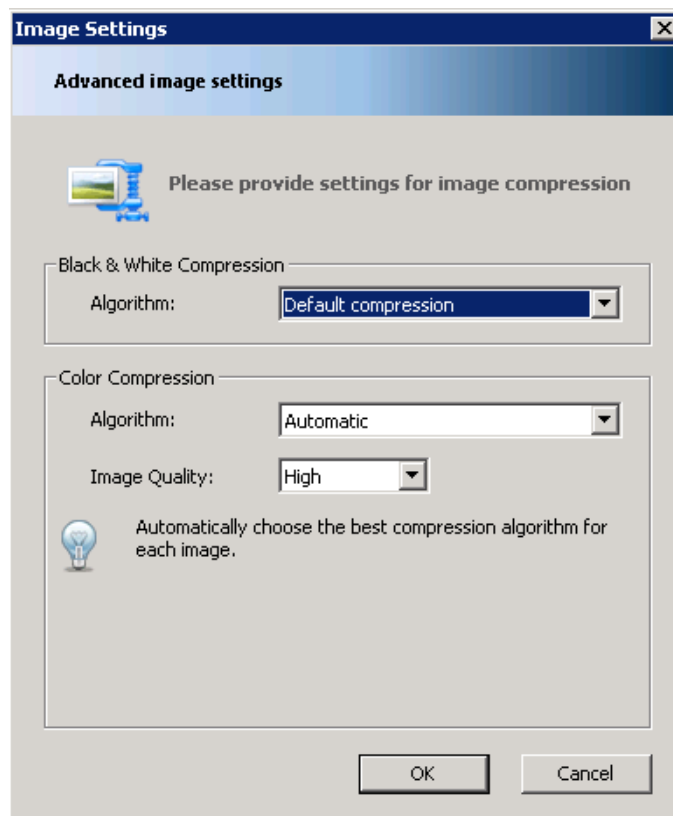 Image Settings
Advanced image settings
Please provide settings for image compression
Black & White Compression
Algorithm:
Default compression
Color Compression
Algorithm:
Automatic
Image Quality:
High
Automatically choose the best compression algorithm for
each image.
OK
Cancel